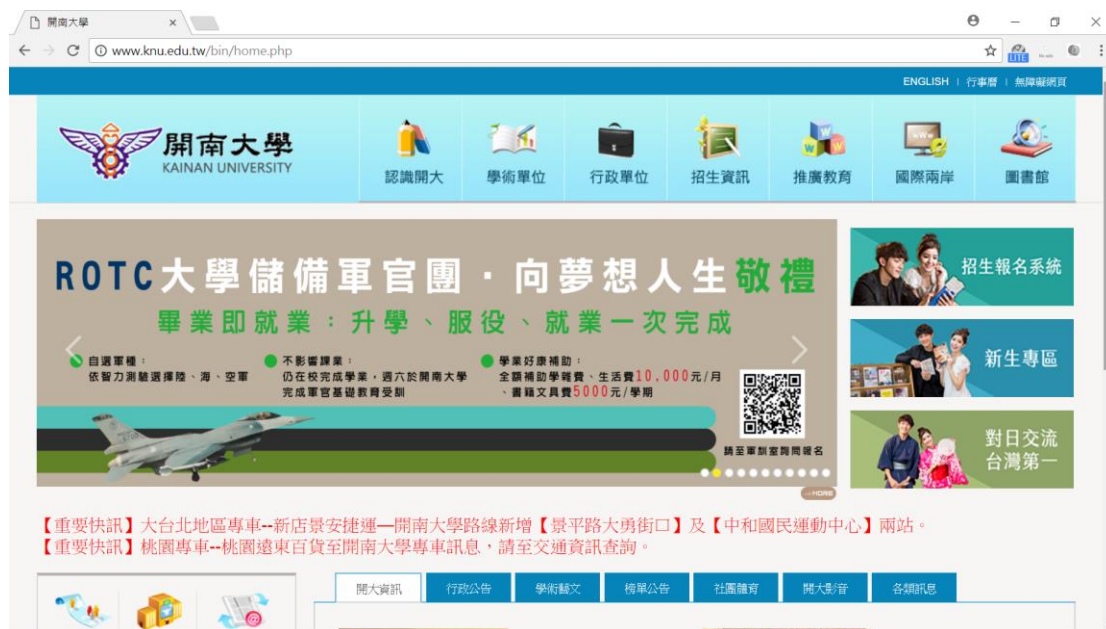 開南大學
www.knu.edu.tw/bin/home.php
LITE
ENGLISH | 行事曆 | 無障礙網頁
開南大學
KAINAN UNIVERSITY
認識開大
學術單位
行政單位
招生資訊
推廣教育
國際兩岸
圖書館
ROTC大學儲備軍官團·向夢想人生敬禮
畢業即就業：升學、服役、就業一次完成
自選軍種：
依智力測驗選擇陸、海、空軍
不影響課業：
仍在校完成學業，週六於開南大學
完成軍官基礎教育受訓
學業好康補助：
全額補助學雜費、生活費10,000元/月
、書籍文具費5000元/學期
請至軍訓室詢問報名
HOME
招生報名系統
新生專區
對日交流
台灣第一
【重要快訊】大台北地區專車--新店景安捷運—開南大學路線新增【景平路大勇街口】及【中和國民運動中心】兩站。
【重要快訊】桃園專車--桃園遠東百貨至開南大學專車訊息，請至交通資訊查詢。
開大資訊
行政公告
學術藝文
榜單公告
社團體育
開大影音
各類訊息